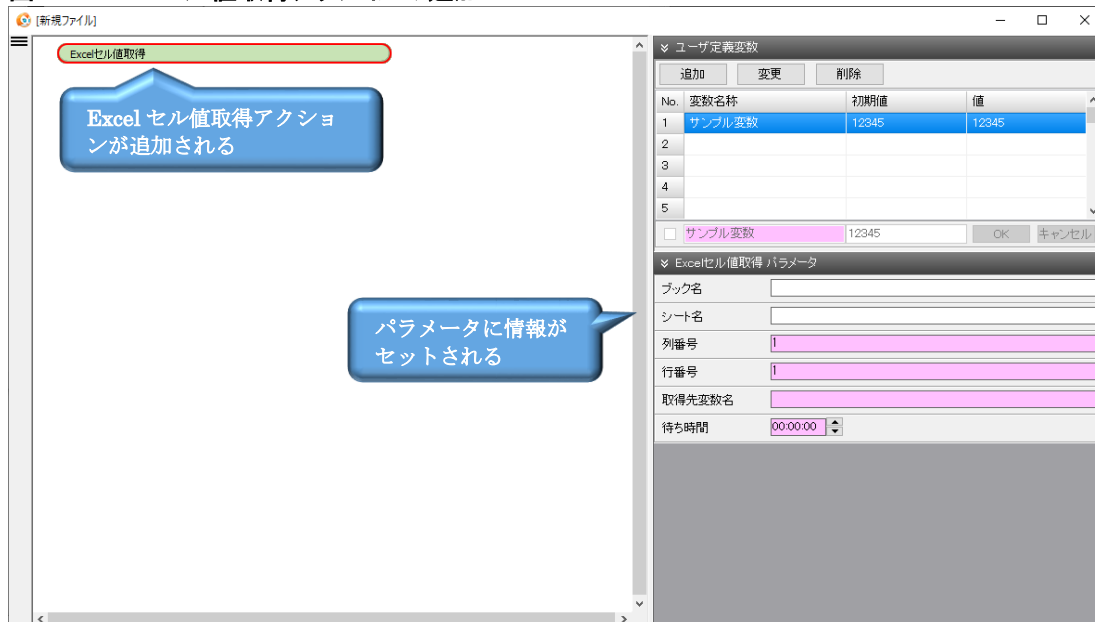 [新規ファイル]
Excelセル値取得
Excel セル値取得アクショ
ンが追加される
パラメータに情報が
セットされる
ユーザ定義変数
追加 変更 削除
No. 変数名称 初期値 値
1 サンプル変数 12345 12345
2
3
4
5
サンプル変数 12345 OK キャンセル
Excelセル値取得 パラメータ
ブック名
シート名
列番号 1
行番号 1
取得先変数名
待ち時間 00:00:00